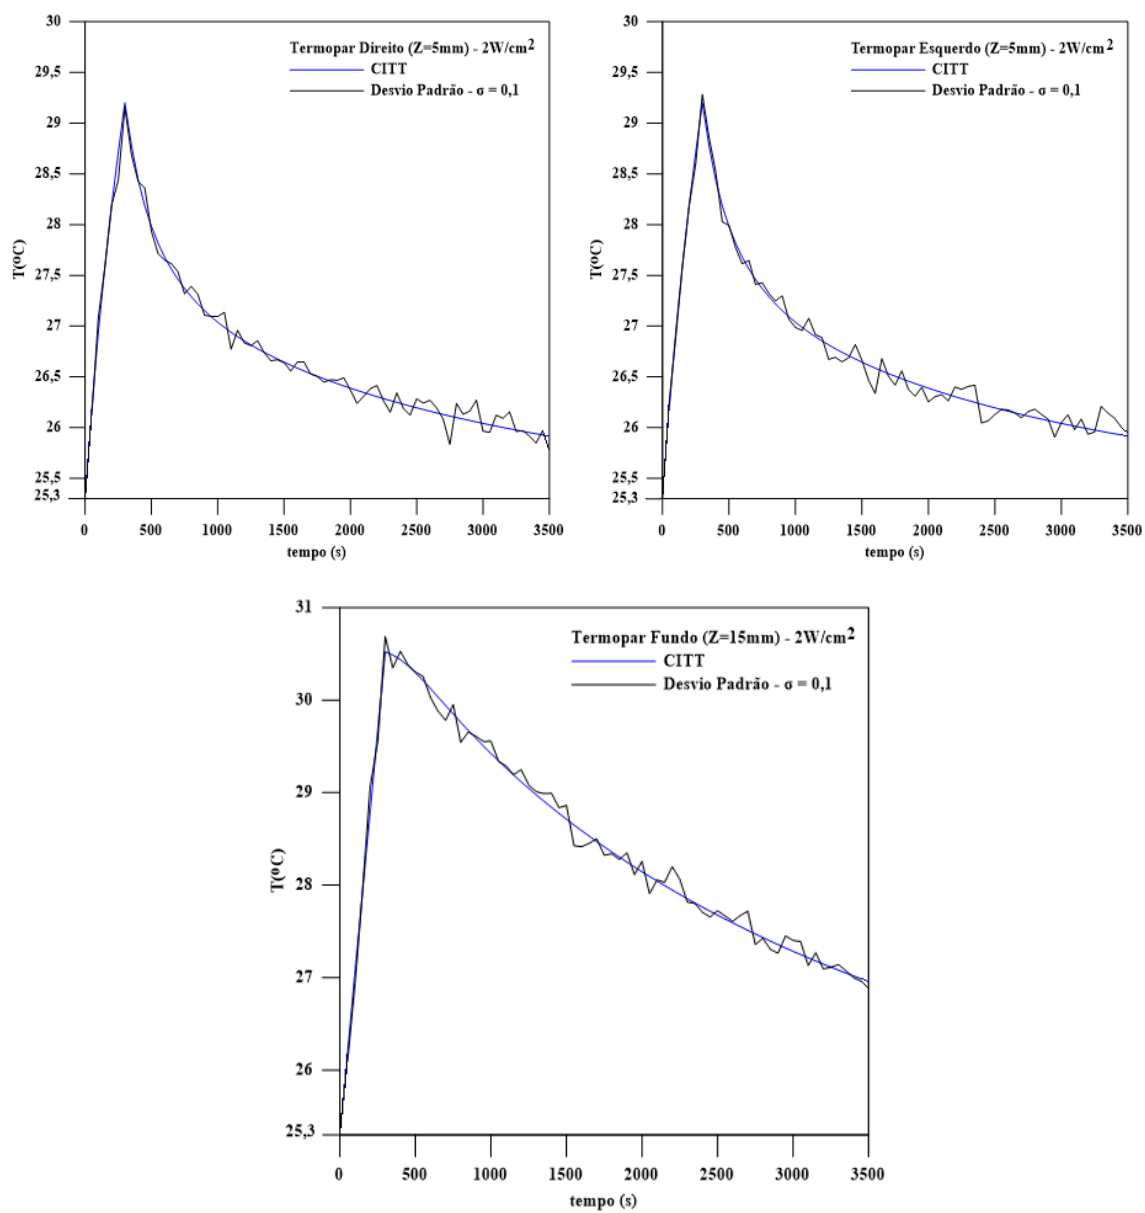 Termopar Direito (Z=5mm) - 2W/cm²
CITT
Desvio Padrão - σ = 0,1
T(ºC)
30
29,5
29
28,5
28
27,5
27
26,5
26
25,5
25,3
0 500 1000 1500 2000 2500 3000 3500
tempo (s)
Termopar Esquerdo (Z=5mm) - 2W/cm²
CITT
Desvio Padrão - σ = 0,1
T(ºC)
30
29,5
29
28,5
28
27,5
27
26,5
26
25,5
25,3
0 500 1000 1500 2000 2500 3000 3500
tempo (s)
Termopar Fundo (Z=15mm) - 2W/cm²
CITT
Desvio Padrão - σ = 0,1
T(ºC)
31
30
29
28
27
26
25,3
0 500 1000 1500 2000 2500 3000 3500
tempo (s)